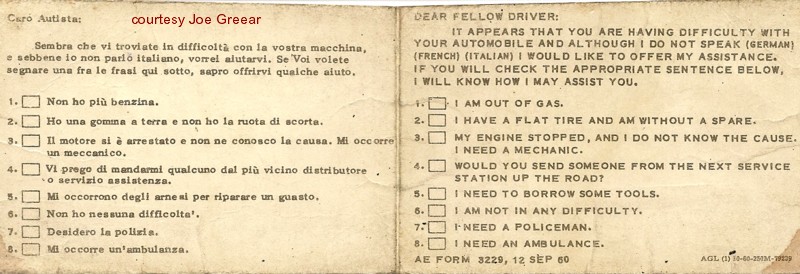 courtesy Joe Greear
Caro Autista:
Sembra che vi troviate in difficoltà con la vostra macchina,
e sebbene io non parlo italiano, vorrei aiutarvi. Se Voi volete
segnare una fra le frasi qui sotto, sapro offrirvi qualche aiuto.
1. Non ho più benzina.
2. Ho una gomma a terra e non ho la ruota di scorta.
3. Il motore si è arrestato e non ne conosco la causa. Mi occorre
un meccanico.
4. Vi prego di mandarmi qualcuno dal più vicino distributore
o servizio assistenza.
5. Mi occorrono degli arnesi per riparare un guasto.
6. Non ho nessuna difficolta'.
7. Desidero la polizia.
8. Mi occorre un'ambulanza.
DEAR FELLOW DRIVER:
IT APPEARS THAT YOU ARE HAVING DIFFICULTY WITH
YOUR AUTOMOBILE AND ALTHOUGH I DO NOT SPEAK (GERMAN)
(FRENCH) (ITALIAN) I WOULD LIKE TO OFFER MY ASSISTANCE.
IF YOU WILL CHECK THE APPROPRIATE SENTENCE BELOW,
I WILL KNOW HOW I MAY ASSIST YOU.
1. I AM OUT OF GAS.
2. I HAVE A FLAT TIRE AND AM WITHOUT A SPARE.
3. MY ENGINE STOPPED, AND I DO NOT KNOW THE CAUSE.
I NEED A MECHANIC.
4. WOULD YOU SEND SOMEONE FROM THE NEXT SERVICE
STATION UP THE ROAD?
5. I NEED TO BORROW SOME TOOLS.
6. I AM NOT IN ANY DIFFICULTY.
7. I NEED A POLICEMAN.
8. I NEED AN AMBULANCE.
AE FORM 3229, 12 SEP 60
AGL (1)